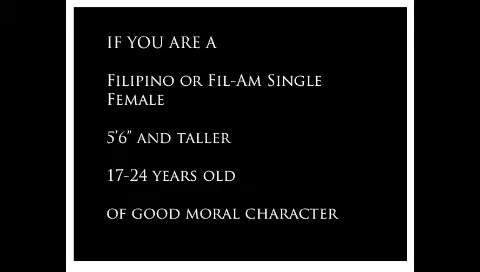 IF YOU ARE A
FILIPINO OR FIL-AM SINGLE
FEMALE
5'6" AND TALLER
17-24 YEARS OLD
OF GOOD MORAL CHARACTER